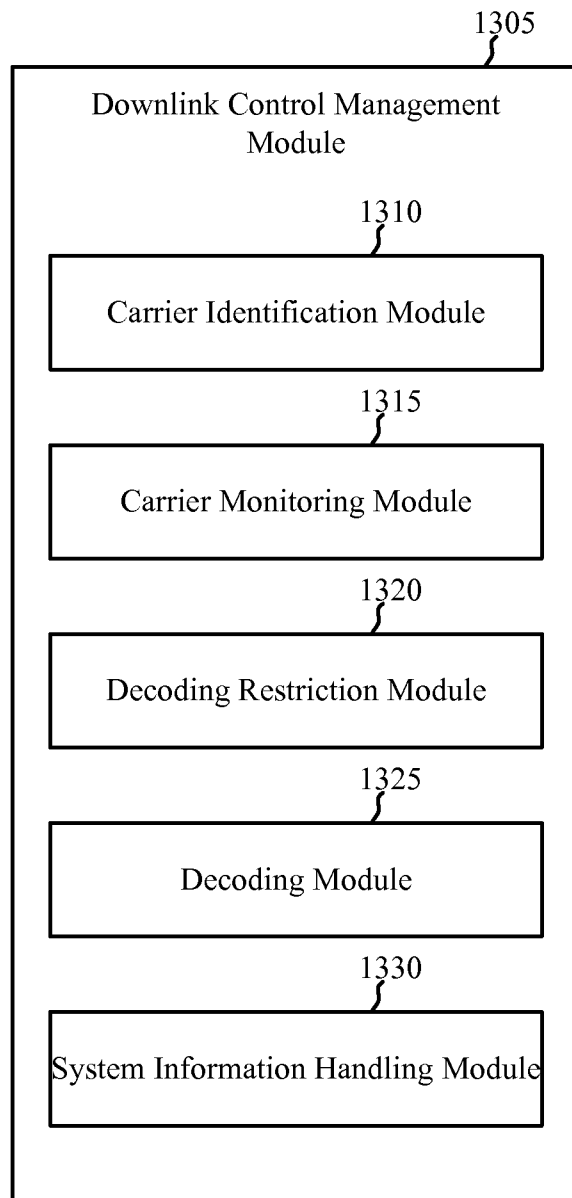 1305
Downlink Control Management
Module
1310
Carrier Identification Module
1315
Carrier Monitoring Module
1320
Decoding Restriction Module
1325
Decoding Module
1330
System Information Handling Module